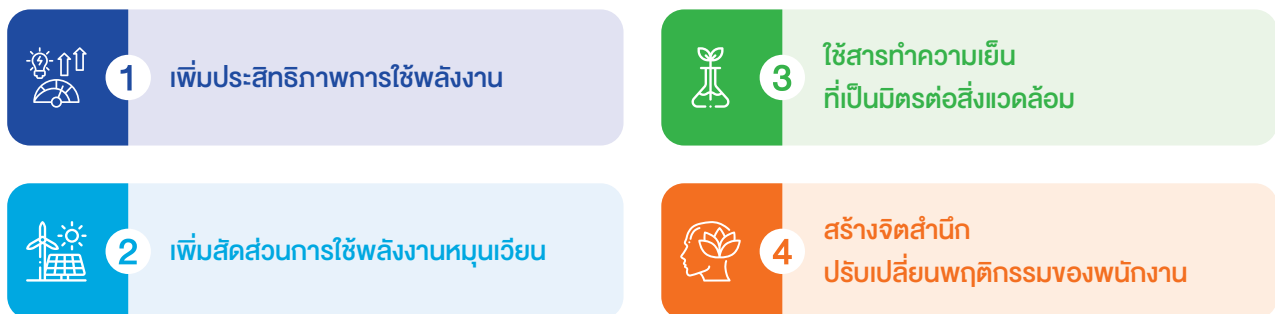 1
เพิ่มประสิทธิภาพการใช้พลังงาน
2
เพิ่มสัดส่วนการใช้พลังงานหมุนเวียน
3
ใช้สารทำความเย็น
ที่เป็นมิตรต่อสิ่งแวดล้อม
4
สร้างจิตสำนึก
ปรับเปลี่ยนพฤติกรรมของพนักงาน